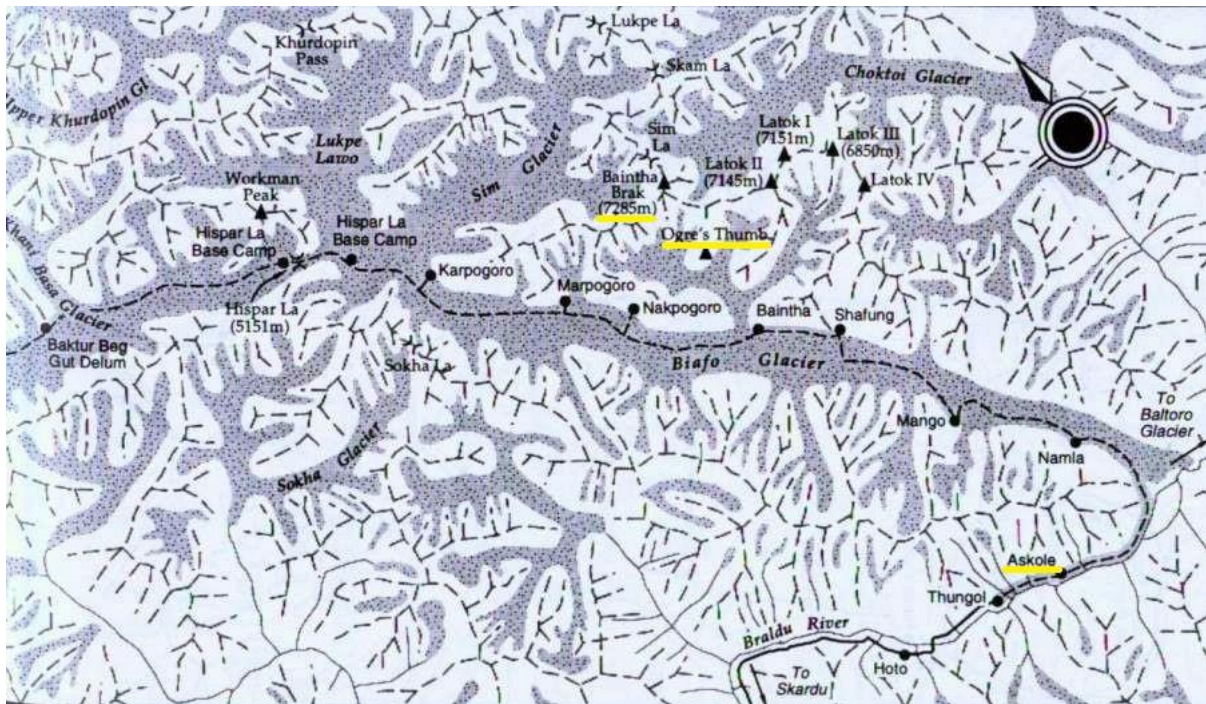 Lukpe La
Khurdopin
Pass
Skam La
Choktoi Glacier
Upper Khurdopin Gl.
Lukpe
Lawo
Sim Glacier
Sim
La
Latok I
(7151m)
Latok III
(6850m)
Workman
Peak
Baintha
Brak
(7285m)
Latok II
(7145m)
Latok IV
Hispar La
Base Camp
Hispar La
Base Camp
Ogre's Thumb
Khani Basa Glacier
Karpogoro
Marpogoro
Nakpogoro
Baintha
Shafung
Hispar La
(5151m)
Baktur Beg
Gut Delum
Sokha La
Biafo Glacier
To
Baltoro
Glacier
Mango
Namla
Sokha Glacier
Askole
Thungol
Braldu River
Hoto
To
Skardu